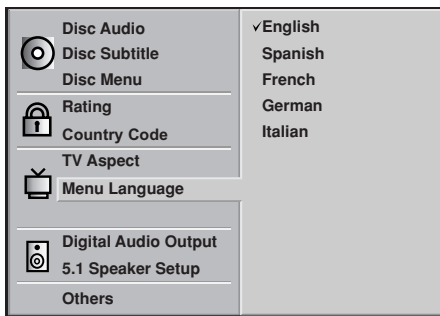 Disc Audio
Disc Subtitle
Disc Menu
Rating
Country Code
TV Aspect
Menu Language
Digital Audio Output
5.1 Speaker Setup
Others
✓English
Spanish
French
German
Italian